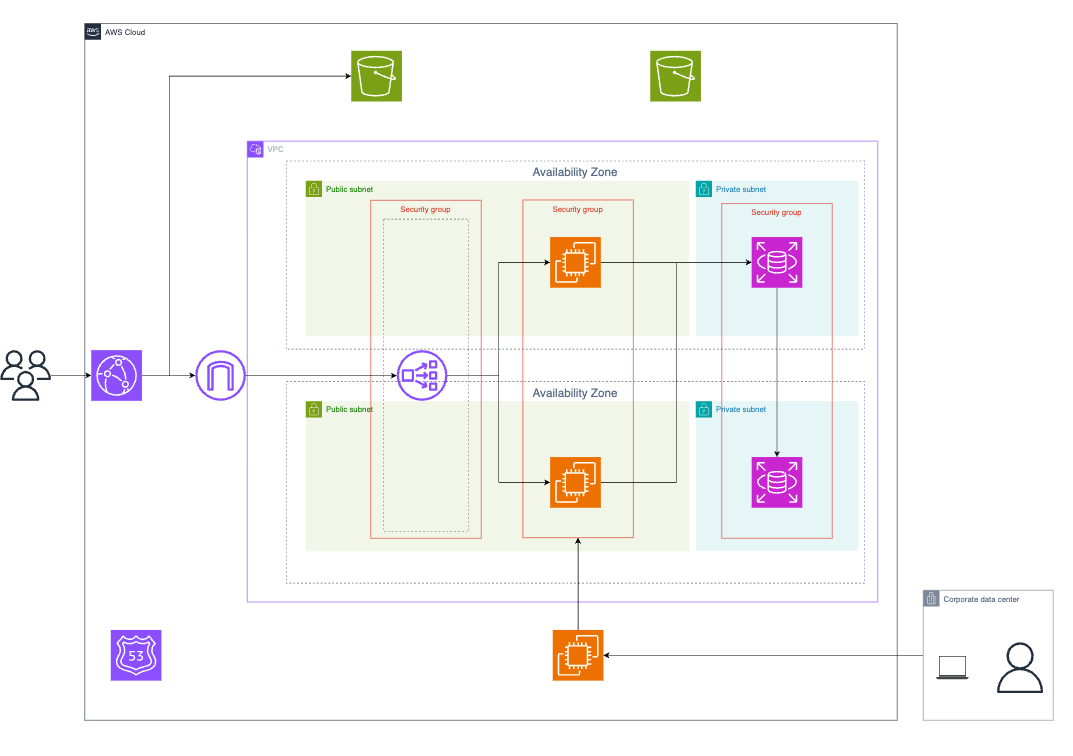 aws
AWS Cloud
VPC
Availability Zone
Public subnet
Private subnet
Security group
Security group
Security group
Availability Zone
Public subnet
Private subnet
Corporate data center
53